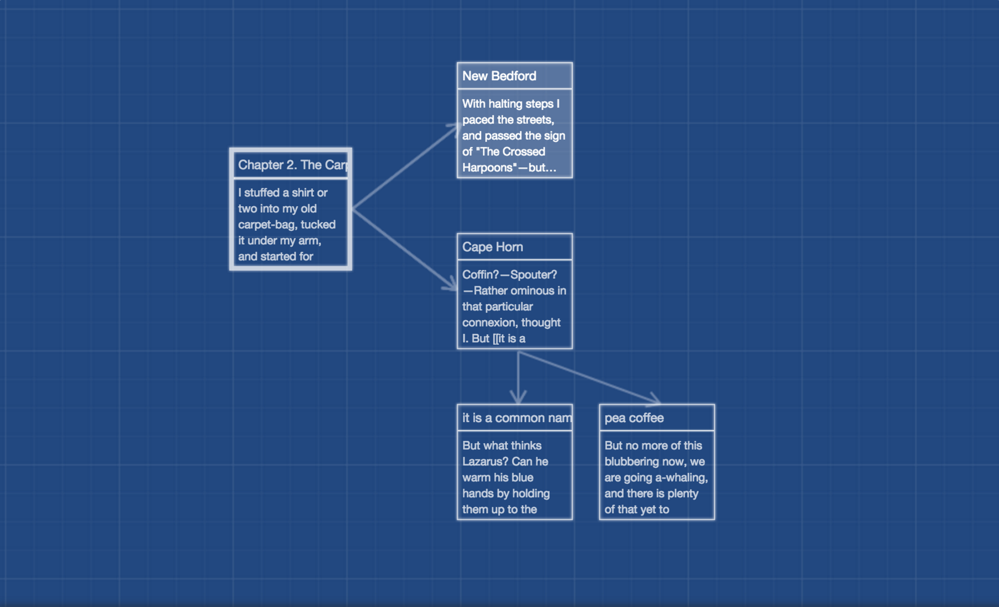 New Bedford
With halting steps I
paced the streets,
and passed the sign
of "The Crossed
Harpoons"—but...
Chapter 2. The Carp
I stuffed a shirt or
two into my old
carpet-bag, tucked
it under my arm,
and started for
Cape Horn
Coffin?—Spouter?
—Rather ominous in
that particular
connexion, thought
I. But [[it is a
it is a common nam
But what thinks
Lazarus? Can he
warm his blue
hands by holding
them up to the
pea coffee
But no more of this
blubbering now, we
are going a-whaling,
and there is plenty
of that yet to